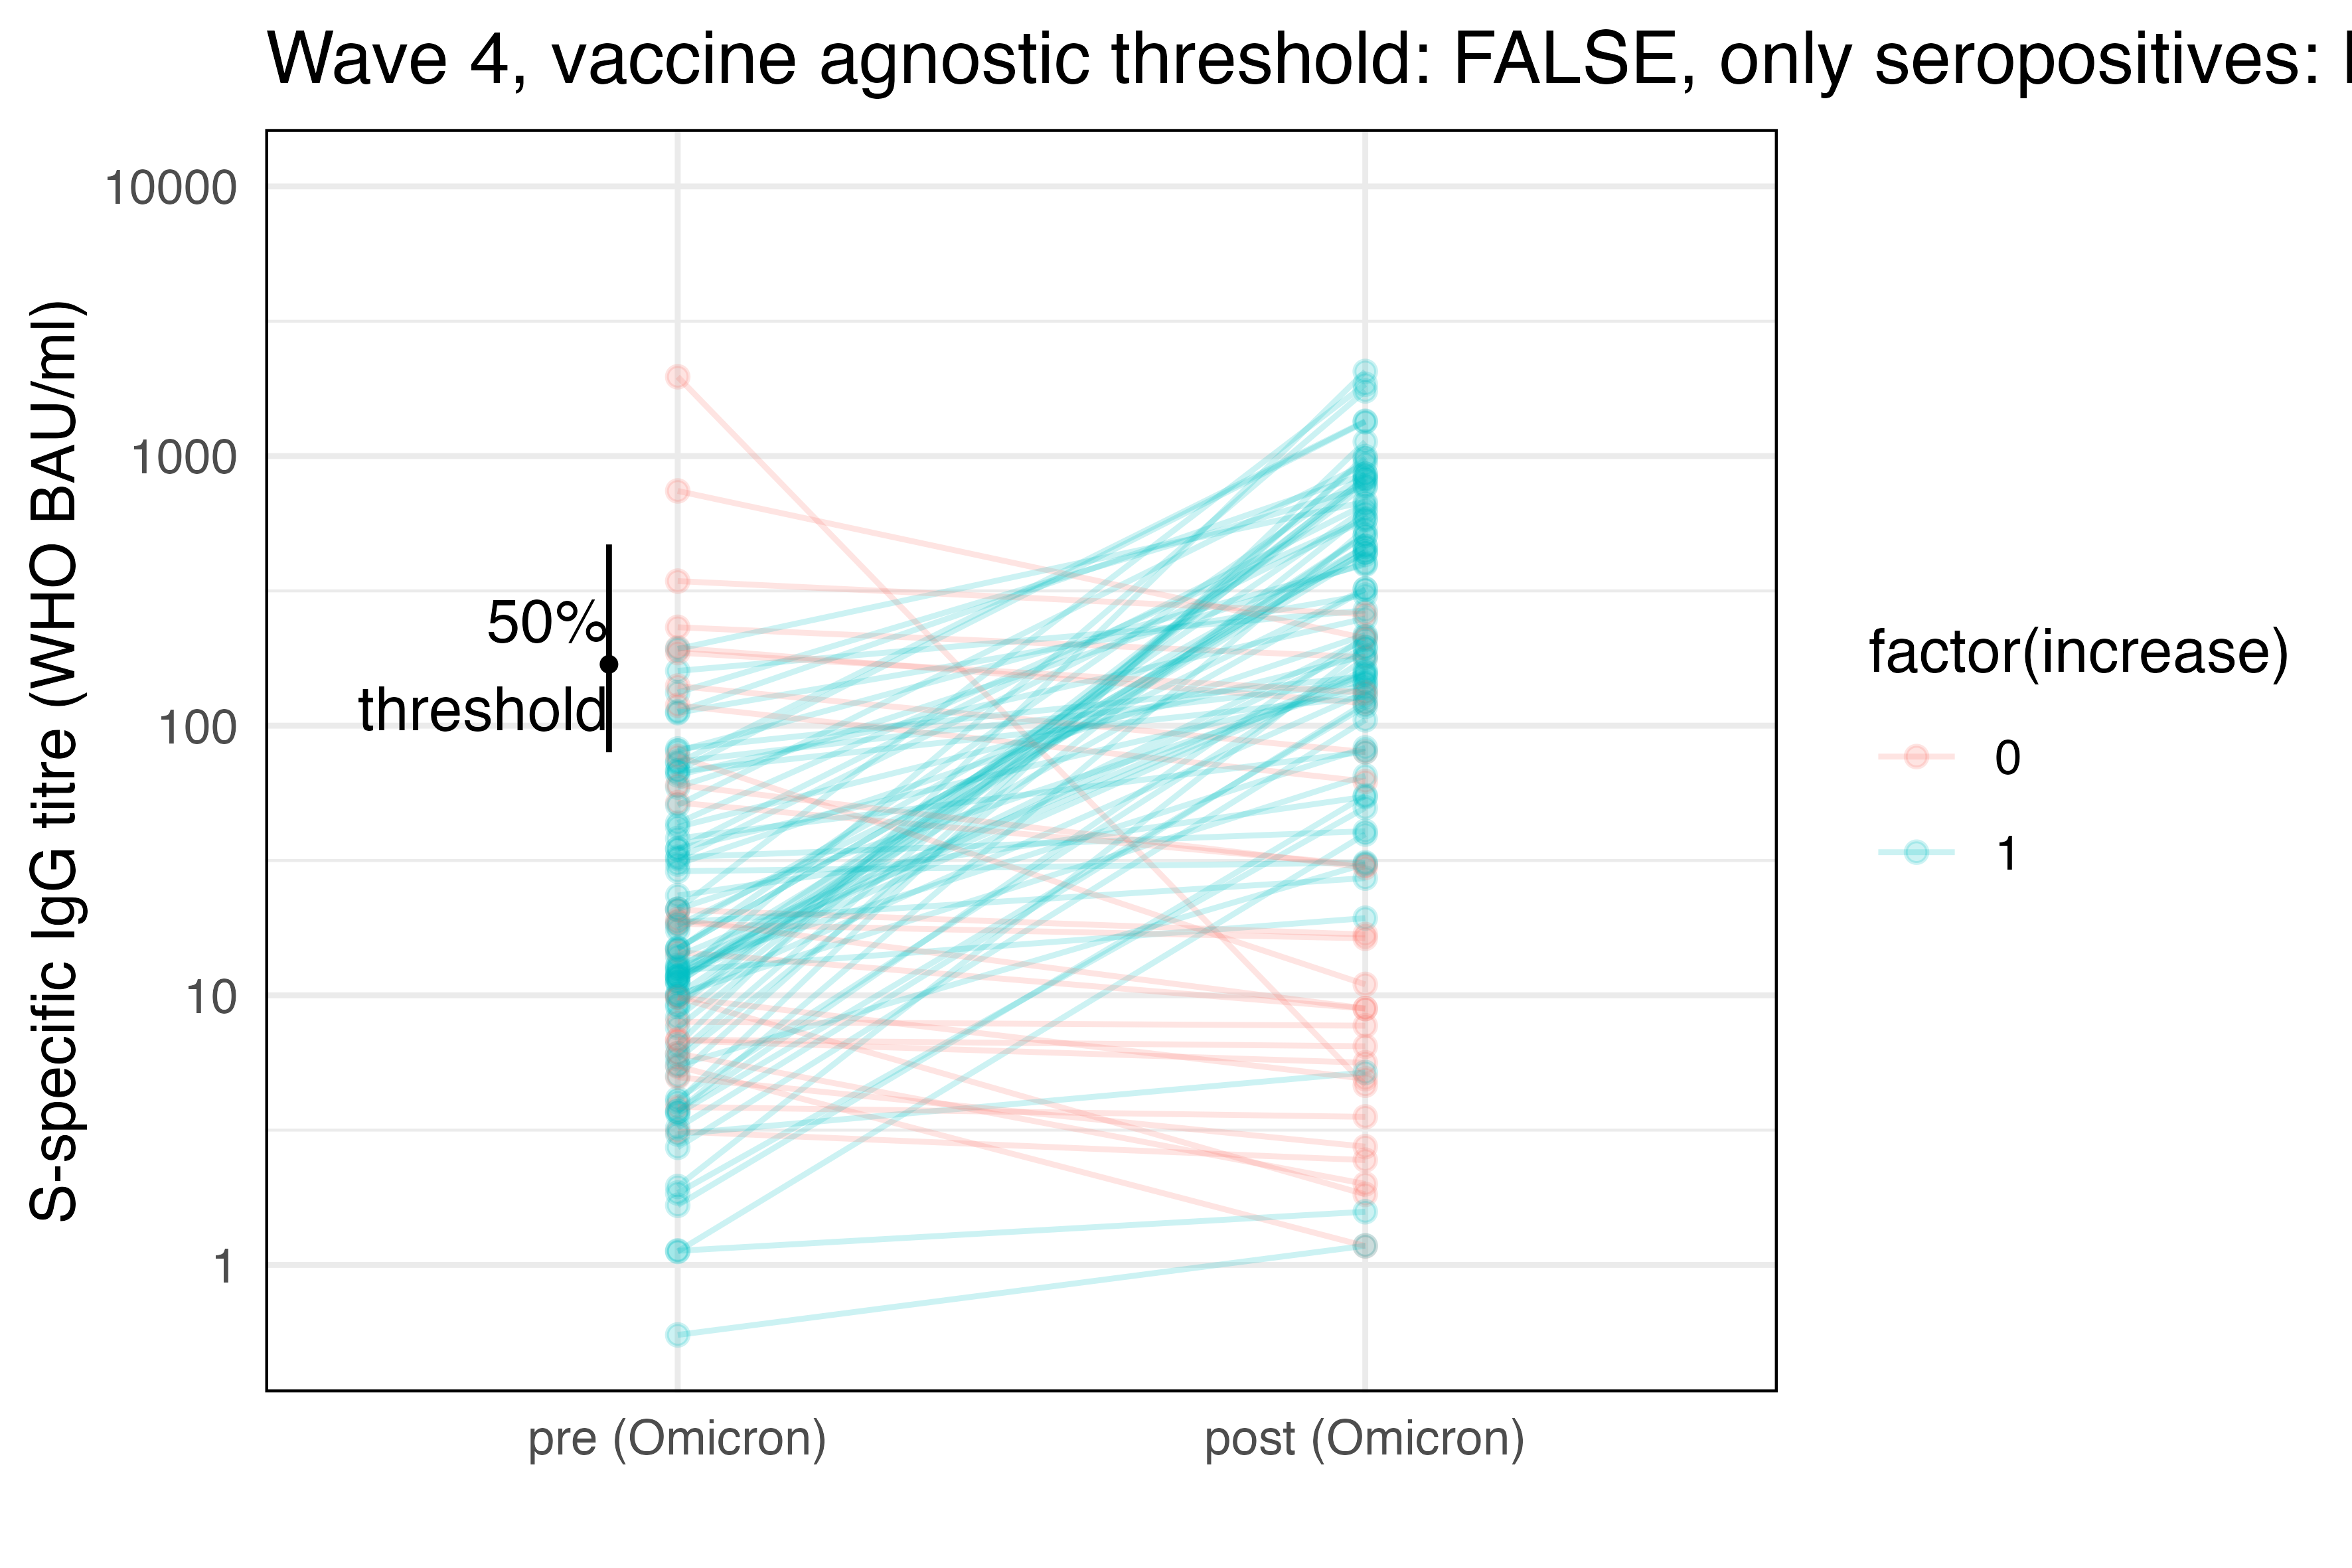 Wave 4, vaccine agnostic threshold: FALSE, only seropositives:
S-specific IgG titre (WHO BAU/ml)
10000
1000
100
10
1
50%
threshold
pre (Omicron)
post (Omicron)
factor(increase)
0
1